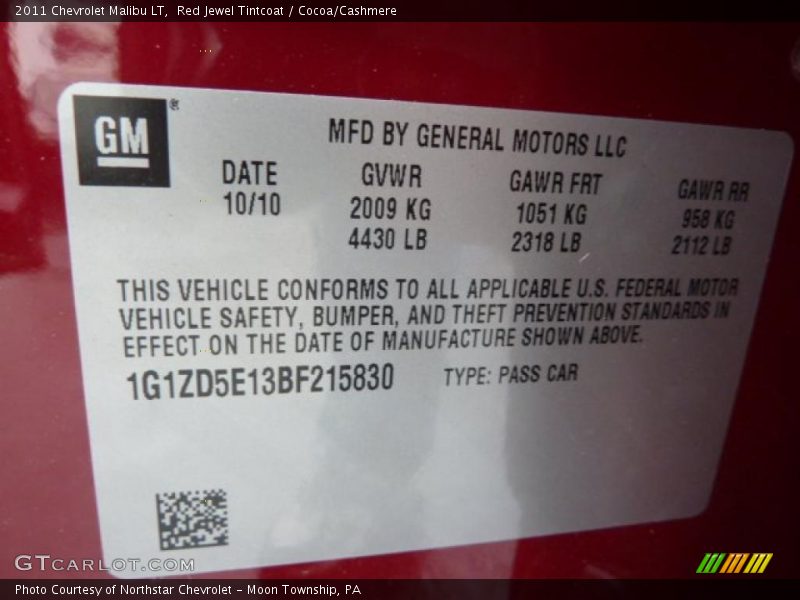 2011 Chevrolet Malibu LT, Red Jewel Tintcoat / Cocoa/Cashmere
GM®
MFD BY GENERAL MOTORS LLC
DATE GVWR GAWR FRT GAWR RR
10/10 2009 KG 1051 KG 958 KG
4430 LB 2318 LB 2112 LB
THIS VEHICLE CONFORMS TO ALL APPLICABLE U.S. FEDERAL MOTOR
VEHICLE SAFETY, BUMPER, AND THEFT PREVENTION STANDARDS IN
EFFECT ON THE DATE OF MANUFACTURE SHOWN ABOVE.
1G1ZD5E13BF215830 TYPE: PASS CAR
GTCARLOT.COM
Photo Courtesy of Northstar Chevrolet - Moon Township, PA